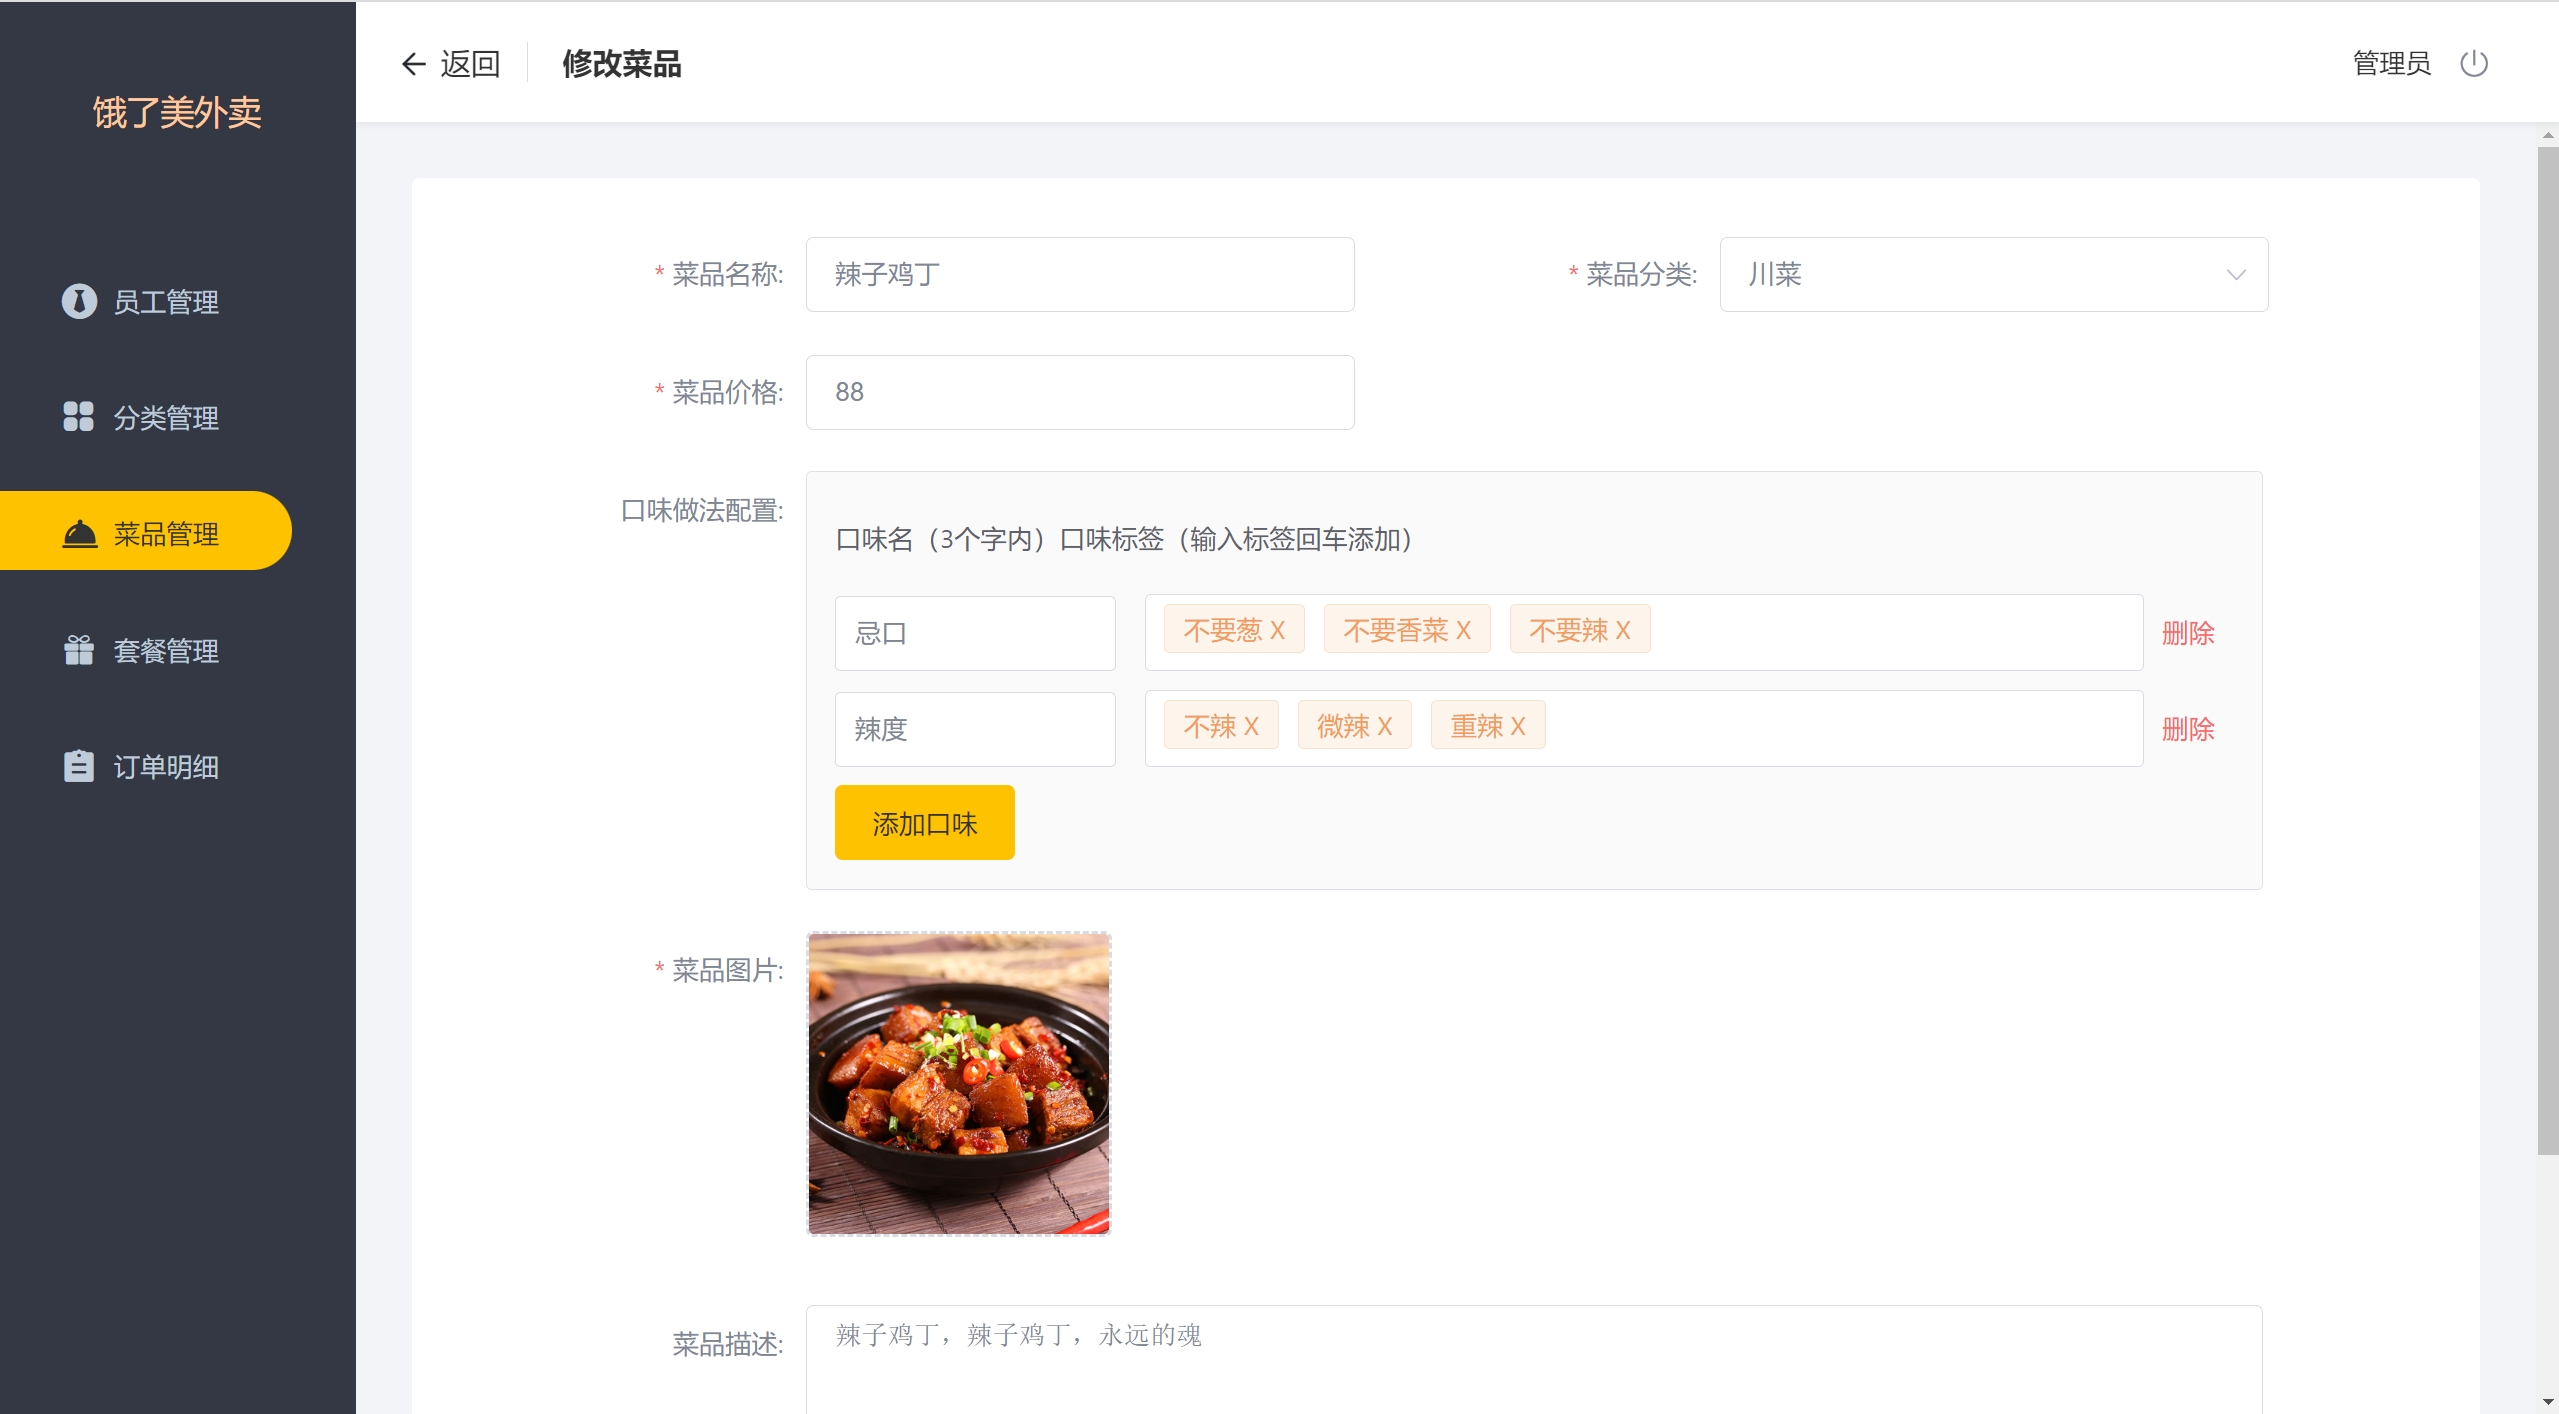 饿了美外卖
员工管理
分类管理
菜品管理
套餐管理
订单明细
返回 修改菜品 管理员
* 菜品名称: 辣子鸡丁 * 菜品分类: 川菜
* 菜品价格: 88
口味做法配置:
口味名（3个字内）口味标签（输入标签回车添加）
忌口 不要葱 X 不要香菜 X 不要辣 X 删除
辣度 不辣 X 微辣 X 重辣 X 删除
添加口味
* 菜品图片:
菜品描述: 辣子鸡丁，辣子鸡丁，永远的魂